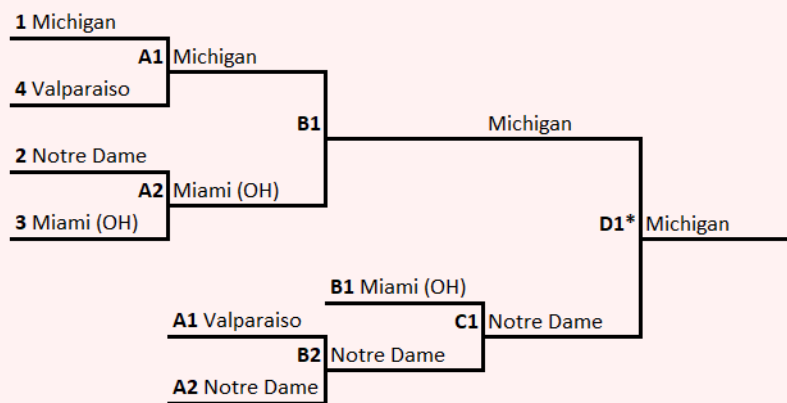 1 Michigan
A1 Michigan
4 Valparaiso
B1 Michigan
2 Notre Dame
A2 Miami (OH)
3 Miami (OH)
D1* Michigan
B1 Miami (OH)
A1 Valparaiso
C1 Notre Dame
B2 Notre Dame
A2 Notre Dame